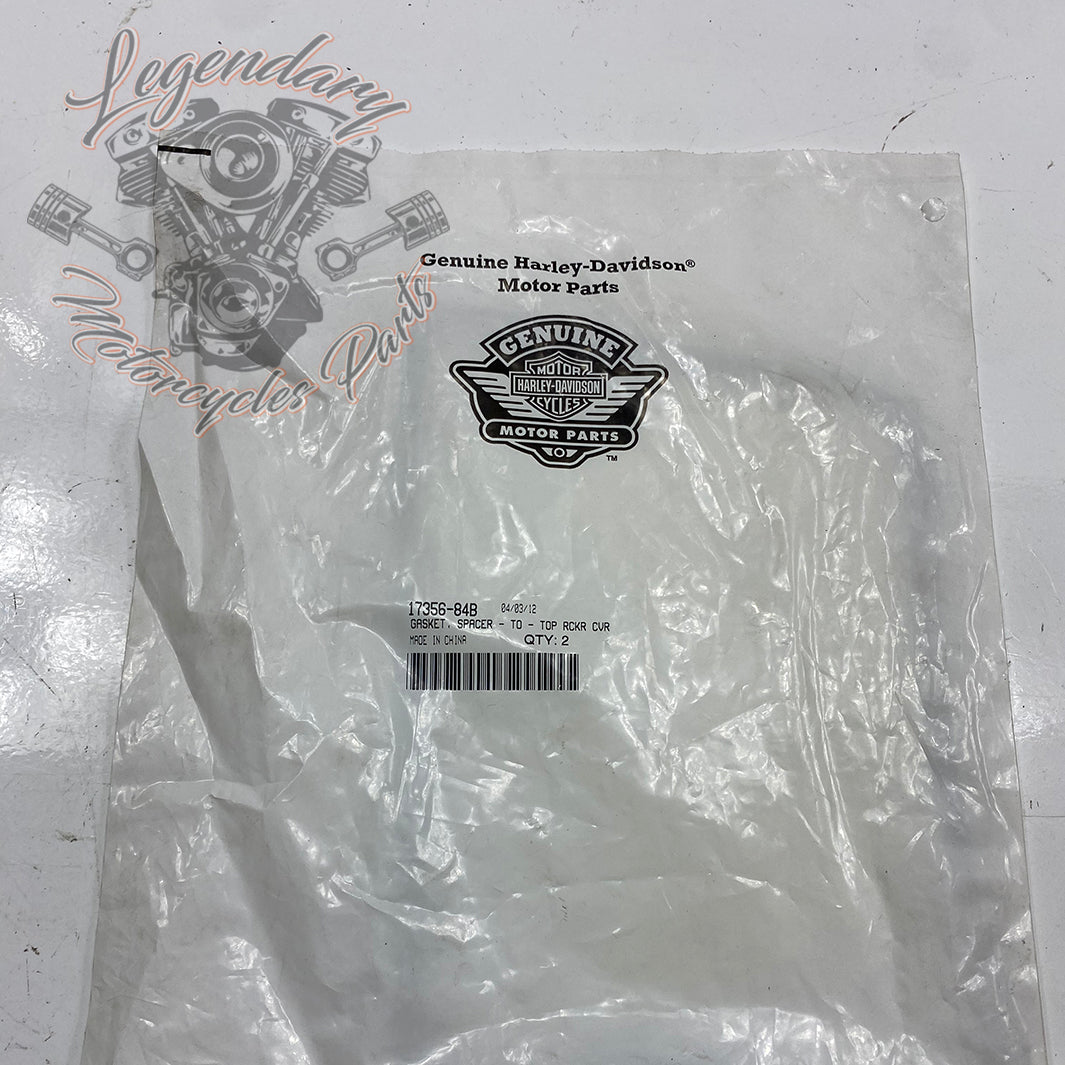 Legendary
Motorcycles Parts
Genuine Harley-Davidson®
Motor Parts
GENUINE
MOTOR
HARLEY-DAVIDSON
CYCLES
MOTOR PARTS
TM
17356-84B 04/03/12
GASKET, SPACER - TO - TOP RCKR CVR
MADE IN CHINA QTY: 2